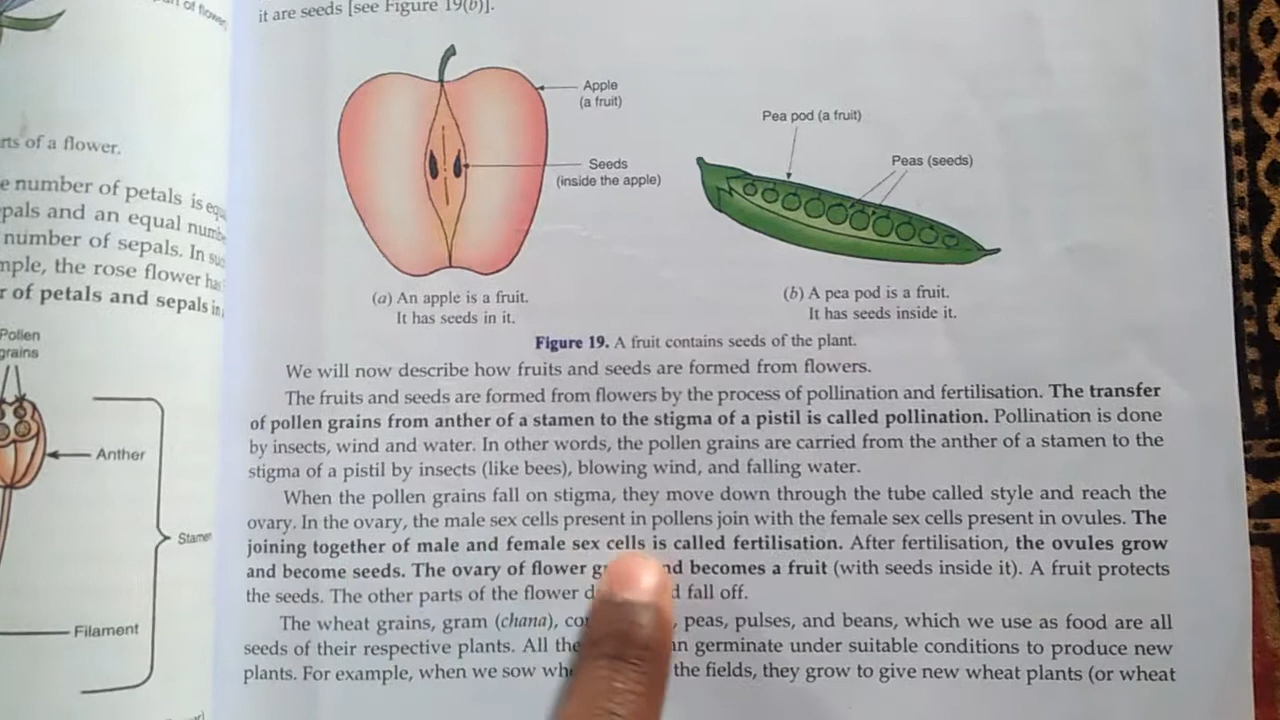 rts of a flower.
e number of petals is
pals and an equal
number of sepals. In
mple, the rose flower
r of petals and sepals
Pollen
grains
Anther
Filament
it are seeds [see Figure 19(b)].
Apple
(a fruit)
Seeds
(inside the apple)
Pea pod (a fruit)
Peas (seeds)
(a) An apple is a fruit.
It has seeds in it.
(b) A pea pod is a fruit.
It has seeds inside it.
Figure 19. A fruit contains seeds of the plant.
We will now describe how fruits and seeds are formed from flowers.
The fruits and seeds are formed from flowers by the process of pollination and fertilisation. The transfer
of pollen grains from anther of a stamen to the stigma of a pistil is called pollination. Pollination is done
by insects, wind and water. In other words, the pollen grains are carried from the anther of a stamen to the
stigma of a pistil by insects (like bees), blowing wind, and falling water.
When the pollen grains fall on stigma, they move down through the tube called style and reach the
ovary. In the ovary, the male sex cells present in pollens join with the female sex cells present in ovules. The
joining together of male and female sex cells is called fertilisation. After fertilisation, the ovules grow
and become seeds. The ovary of flower becomes a fruit (with seeds inside it). A fruit protects
the seeds. The other parts of the flower fall off.
The wheat grains, gram (chana), peas, pulses, and beans, which we use as food are all
seeds of their respective plants. All germinate under suitable conditions to produce new
plants. For example, when we sow the fields, they grow to give new wheat plants (or wheat